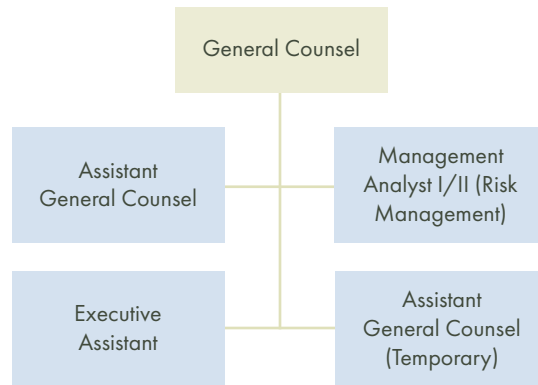 General Counsel
Assistant
General Counsel
Management
Analyst I/II (Risk
Management)
Executive
Assistant
Assistant
General Counsel
(Temporary)